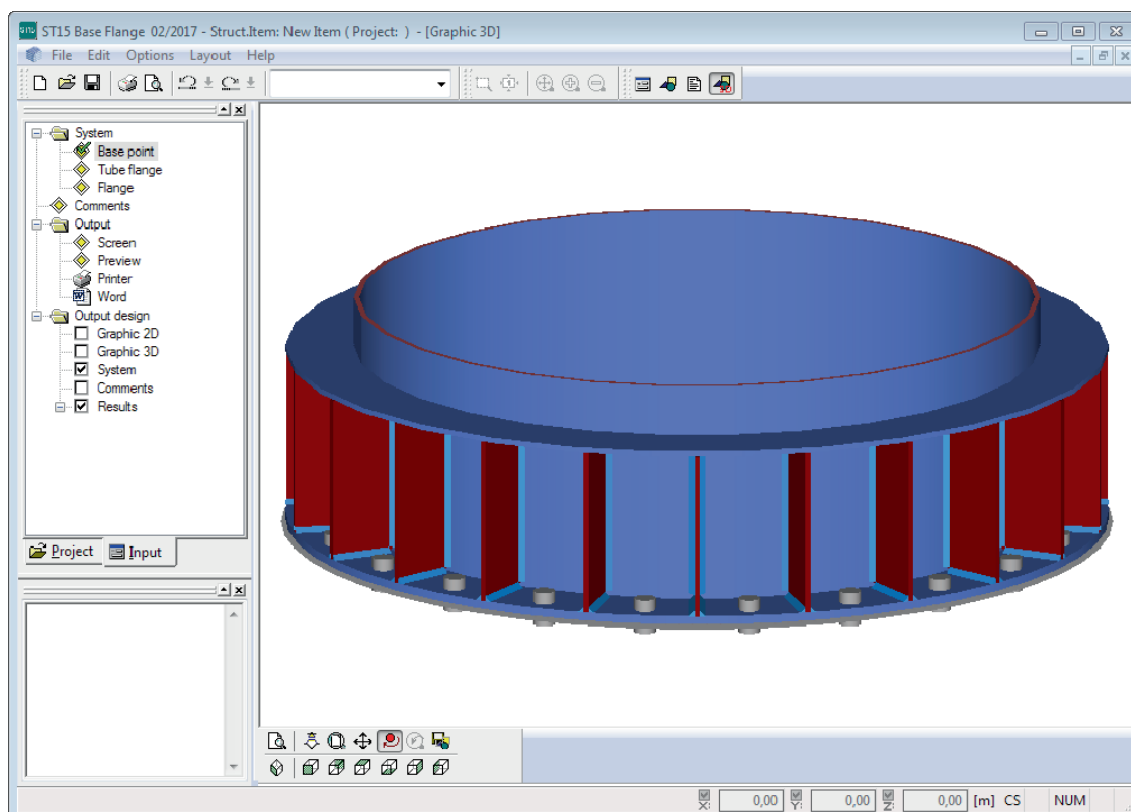 ST15 ST15 Base Flange 02/2017 - Struct.Item: New Item ( Project: ) - [Graphic 3D]
File Edit Options Layout Help
System
Base point
Tube flange
Flange
Comments
Output
Screen
Preview
Printer
Word
Output design
Graphic 2D
Graphic 3D
System
Comments
Results
Project Input
X: 0,00 Y: 0,00 Z: 0,00 [m] CS NUM